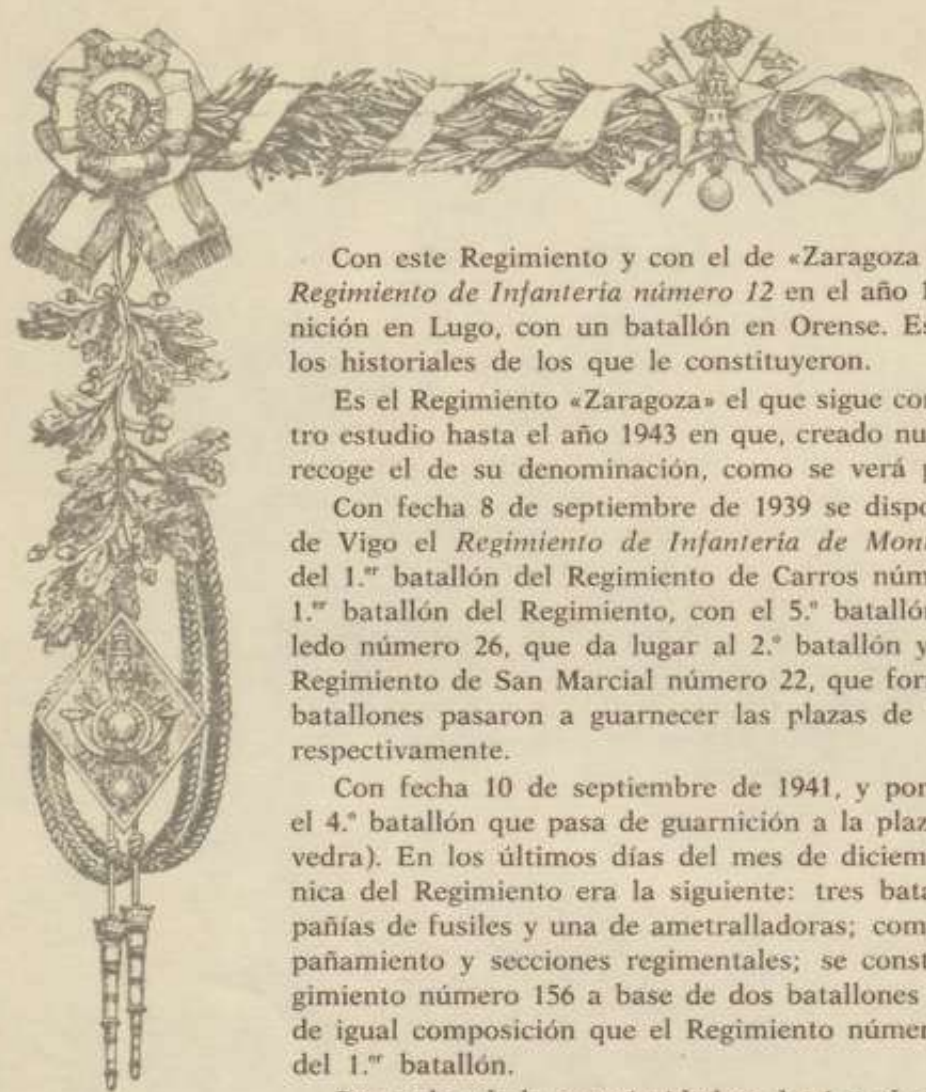 Con este Regimiento y con el de «Zaragoza
Regimiento de Infantería número 12 en el año 1
nición en Lugo, con un batallón en Orense. Es
los historiales de los que le constituyeron.
Es el Regimiento «Zaragoza» el que sigue con
tro estudio hasta el año 1943 en que, creado nu
recoge el de su denominación, como se verá p
Con fecha 8 de septiembre de 1939 se dispo
de Vigo el Regimiento de Infantería de Mon
del 1.er batallón del Regimiento de Carros núm
1.er batallón del Regimiento, con el 5.º batallón
ledo número 26, que da lugar al 2.º batallón y
Regimiento de San Marcial número 22, que for
batallones pasaron a guarnecer las plazas de
respectivamente.
Con fecha 10 de septiembre de 1941, y por
el 4.º batallón que pasa de guarnición a la plaz
vedra). En los últimos días del mes de diciem
nica del Regimiento era la siguiente: tres bata
pañías de fusiles y una de ametralladoras; com
pañamiento y secciones regimentales; se const
gimiento número 156 a base de dos batallones
de igual composición que el Regimiento núme
del 1.er batallón.